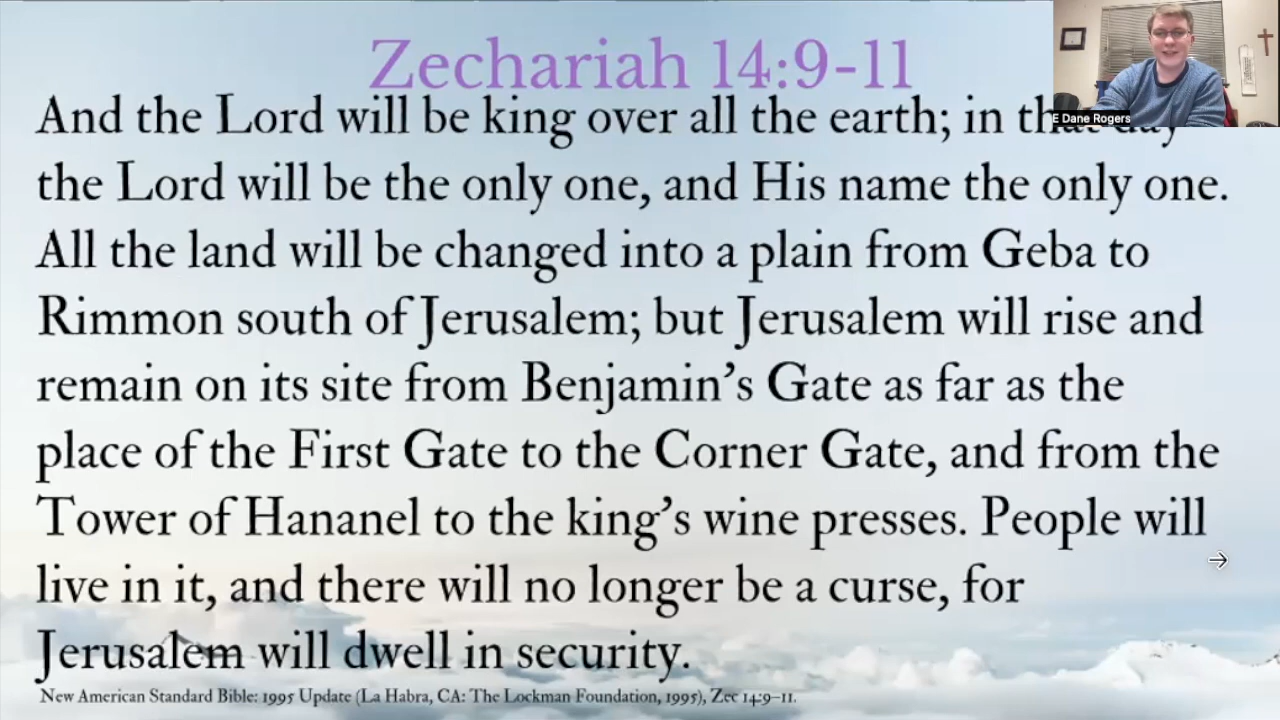 Zechariah 14:9-11
And the Lord will be king over all the earth; in that day
E Dane Rogers
the Lord will be the only one, and His name the only one.
All the land will be changed into a plain from Geba to
Rimmon south of Jerusalem; but Jerusalem will rise and
remain on its site from Benjamin’s Gate as far as the
place of the First Gate to the Corner Gate, and from the
Tower of Hananel to the king’s wine presses. People will
live in it, and there will no longer be a curse, for
Jerusalem will dwell in security.
New American Standard Bible: 1995 Update (La Habra, CA: The Lockman Foundation, 1995), Zec 14:9–11.